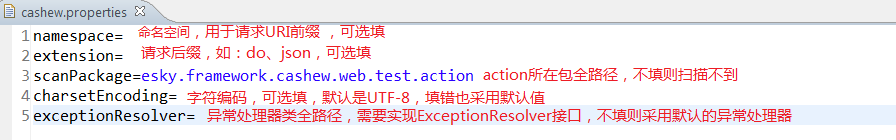 cashew.properties
1 namespace= 命名空间，用于请求URI前缀 ，可选填
2 extension= 请求后缀，如：do、json，可选填
3 scanPackage=esky.framework.cashew.web.test.action action所在包全路径，不填则扫描不到
4 charsetEncoding= 字符编码，可选填，默认是UTF-8，填错也采用默认值
5 exceptionResolver= 异常处理器类全路径，需要实现ExceptionResolver接口，不填则采用默认的异常处理器